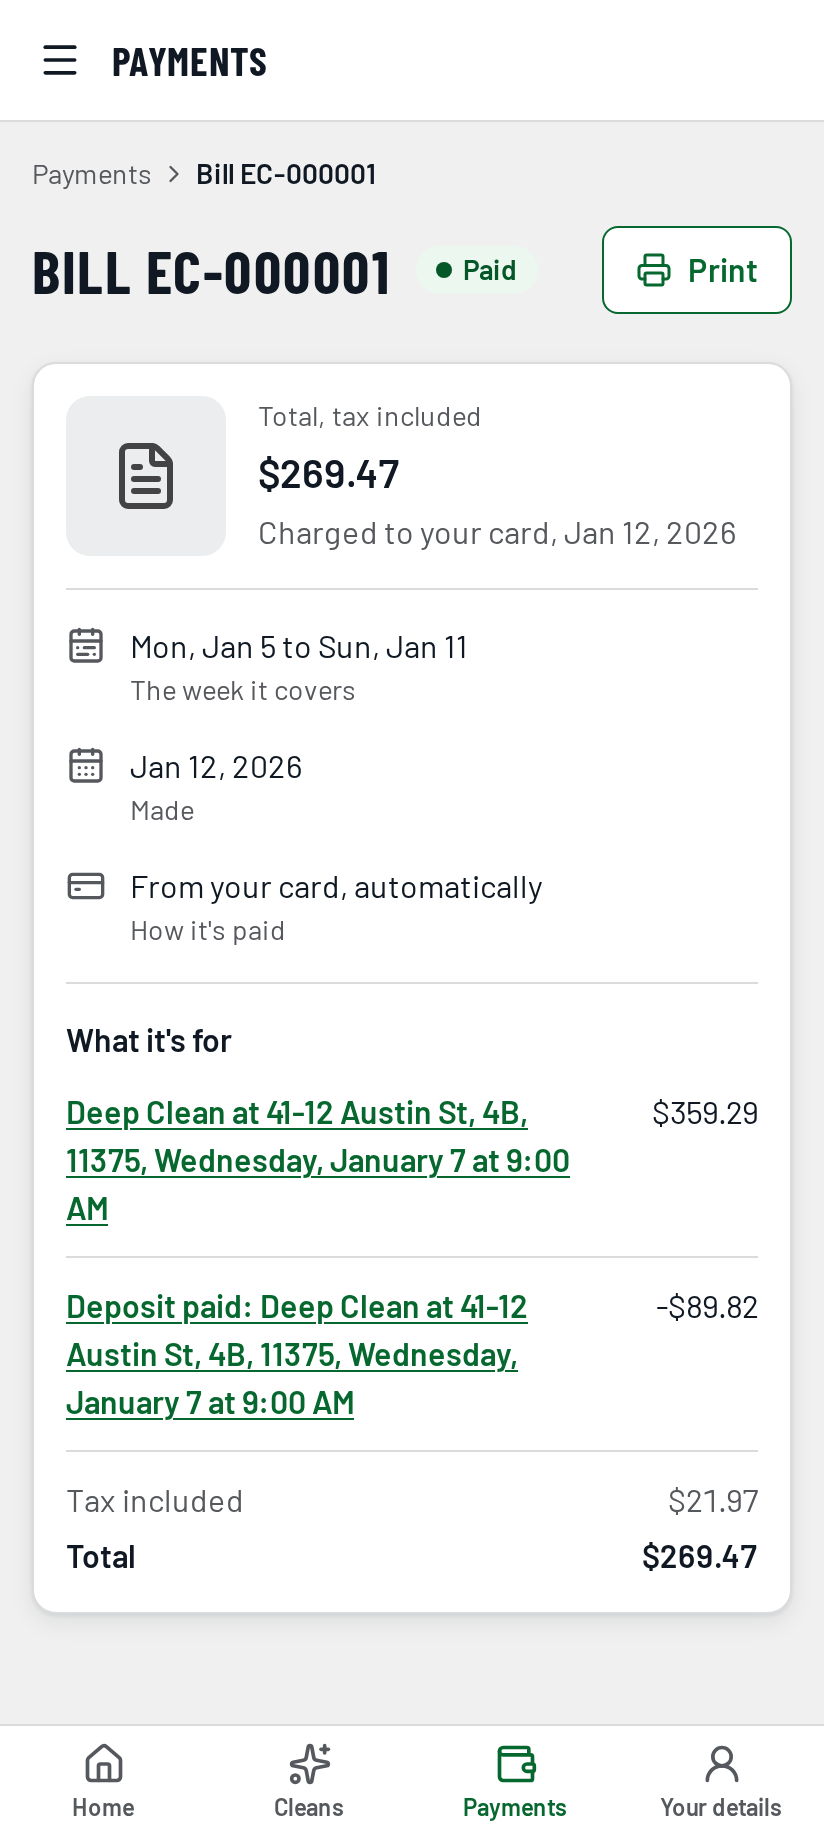 PAYMENTS
Payments > Bill EC-000001
BILL EC-000001
Paid
Print
Total, tax included
$269.47
Charged to your card, Jan 12, 2026
Mon, Jan 5 to Sun, Jan 11
The week it covers
Jan 12, 2026
Made
From your card, automatically
How it's paid
What it's for
Deep Clean at 41-12 Austin St, 4B,
11375, Wednesday, January 7 at 9:00
AM
$359.29
Deposit paid: Deep Clean at 41-12
Austin St, 4B, 11375, Wednesday,
January 7 at 9:00 AM
-$89.82
Tax included
$21.97
Total
$269.47
Home
Cleans
Payments
Your details